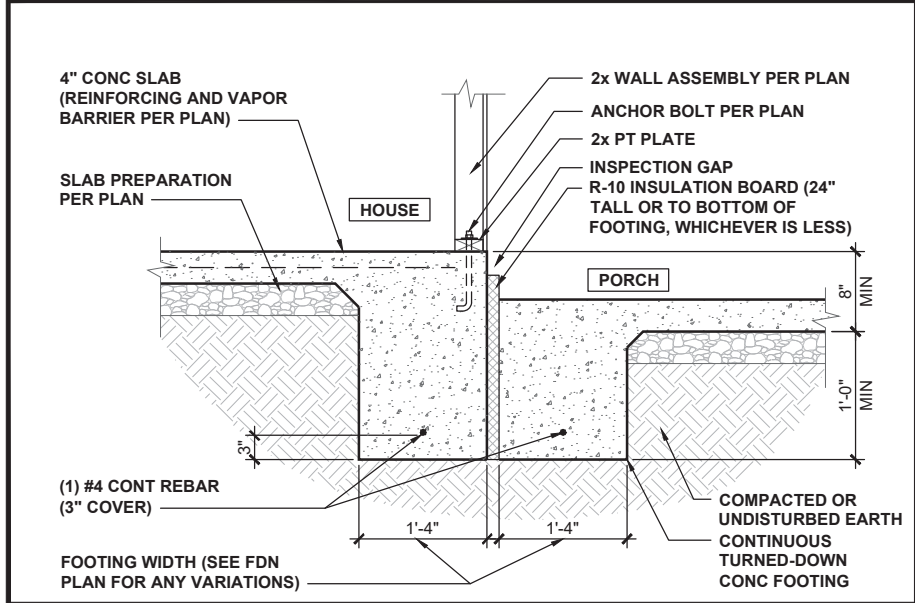 4" CONC SLAB
(REINFORCING AND VAPOR
BARRIER PER PLAN)
SLAB PREPARATION
PER PLAN
HOUSE
2x WALL ASSEMBLY PER PLAN
ANCHOR BOLT PER PLAN
2x PT PLATE
INSPECTION GAP
R-10 INSULATION BOARD (24"
TALL OR TO BOTTOM OF
FOOTING, WHICHEVER IS LESS)
PORCH
8"
MIN
1'-0"
MIN
3"
(1) #4 CONT REBAR
(3" COVER)
1'-4"
1'-4"
FOOTING WIDTH (SEE FDN
PLAN FOR ANY VARIATIONS)
COMPACTED OR
UNDISTURBED EARTH
CONTINUOUS
TURNED-DOWN
CONC FOOTING